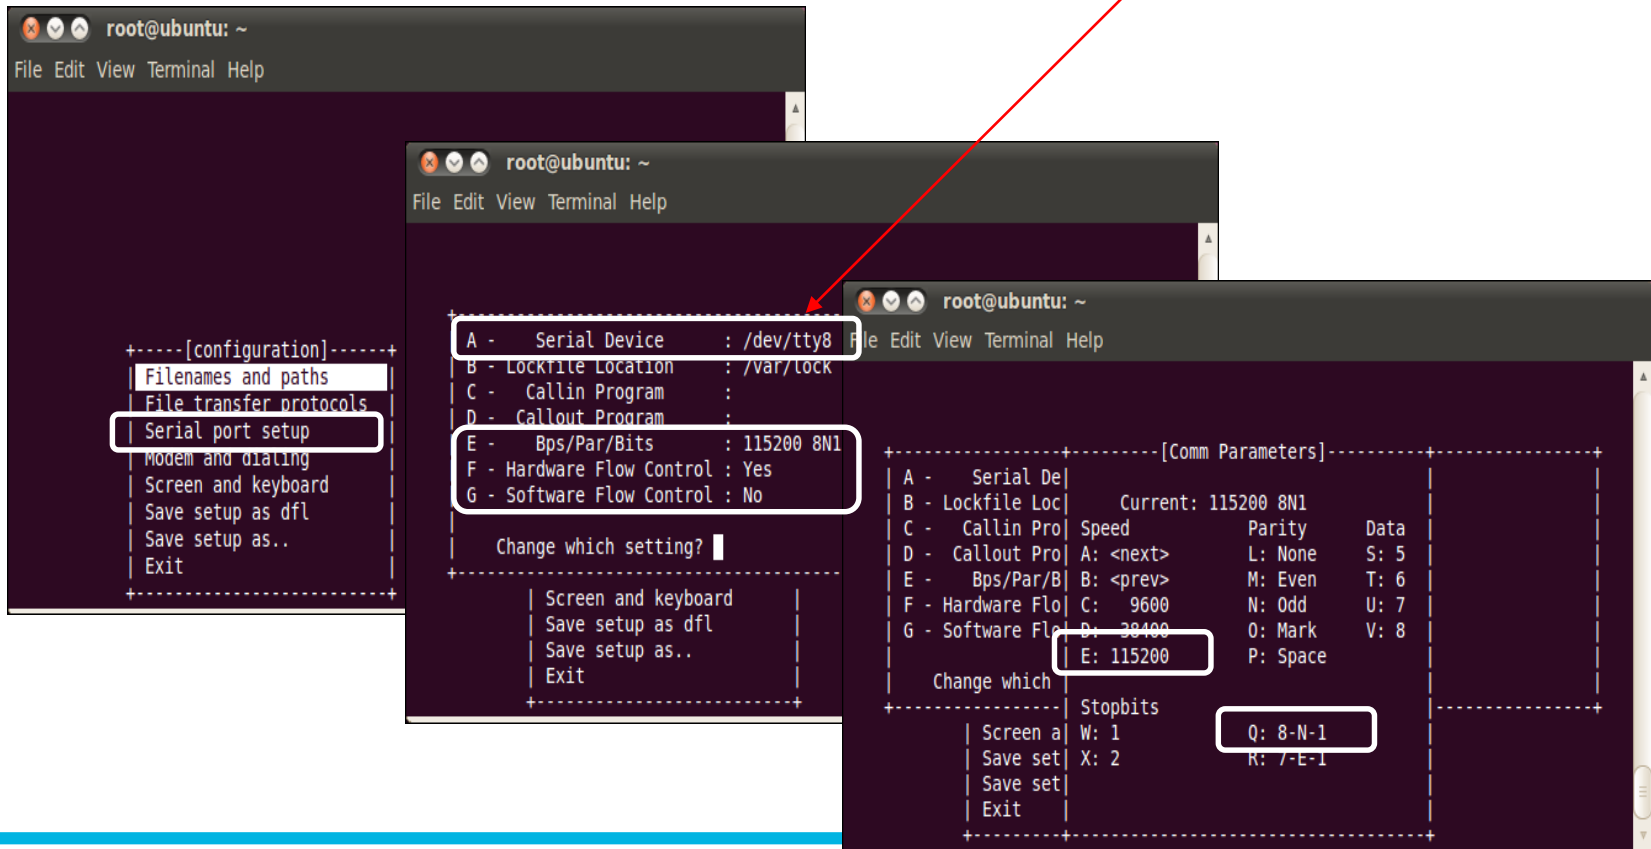 root@ubuntu: ~
File Edit View Terminal Help
+-----[configuration]------+
| Filenames and paths |
| File transfer protocols |
| Serial port setup |
| Modem and dialing |
| Screen and keyboard |
| Save setup as dfl |
| Save setup as.. |
| Exit |
+--------------------------+
root@ubuntu: ~
File Edit View Terminal Help
| A - Serial Device : /dev/tty8
| B - Lockfile Location : /var/lock
| C - Callin Program :
| D - Callout Program :
| E - Bps/Par/Bits : 115200 8N1
| F - Hardware Flow Control : Yes
| G - Software Flow Control : No
|
| Change which setting?
| Screen and keyboard |
| Save setup as dfl |
| Save setup as.. |
| Exit |
+--------------------------+
root@ubuntu: ~
File Edit View Terminal Help
+-----------------+---------[Comm Parameters]----------+----------------+
| A - Serial De| | |
| B - Lockfile Loc| Current: 115200 8N1 | |
| C - Callin Pro| Speed Parity Data | |
| D - Callout Pro| A: <next> L: None S: 5 | |
| E - Bps/Par/B| B: <prev> M: Even T: 6 | |
| F - Hardware Flo| C: 9600 N: Odd U: 7 | |
| G - Software Flo| D: 38400 O: Mark V: 8 | |
| | E: 115200 P: Space | |
| Change which | | |
+-----------------| Stopbits |----------------+
| Screen a| W: 1 Q: 8-N-1 |
| Save set| X: 2 R: 7-E-1 |
| Save set| |
| Exit | |
+---------+------------------------------------+